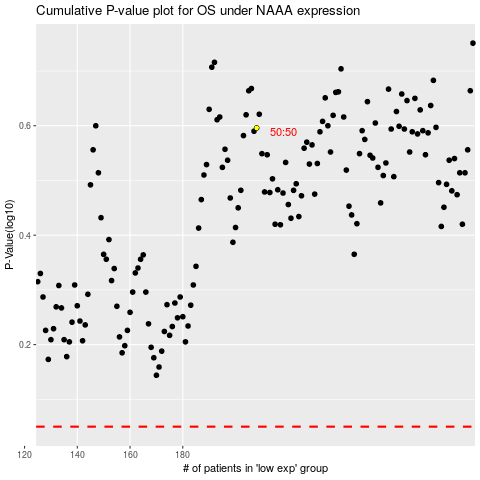 Cumulative P-value plot for OS under NAAA expression
P-Value(log10)
0.6
0.4
0.2
50:50
120 140 160 180
# of patients in 'low exp' group